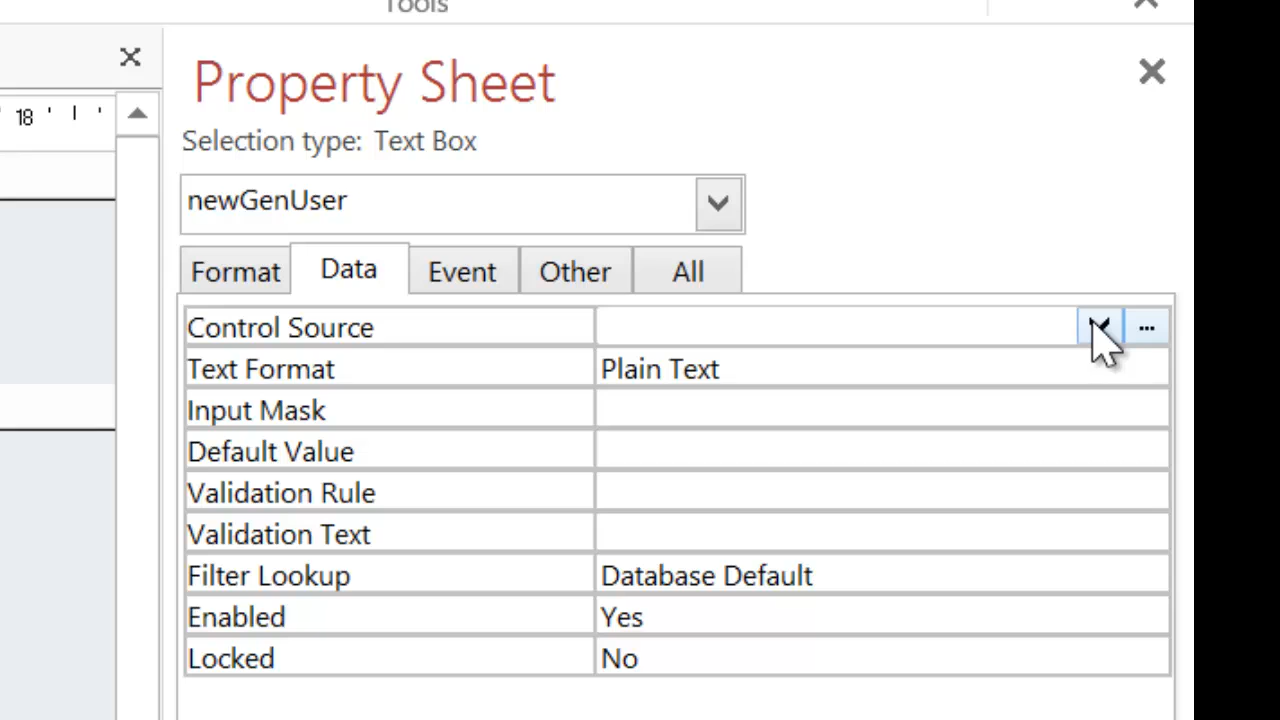 Tools
18
Property Sheet
Selection type: Text Box
newGenUser
Format Data Event Other All
Control Source ...
Text Format Plain Text
Input Mask
Default Value
Validation Rule
Validation Text
Filter Lookup Database Default
Enabled Yes
Locked No